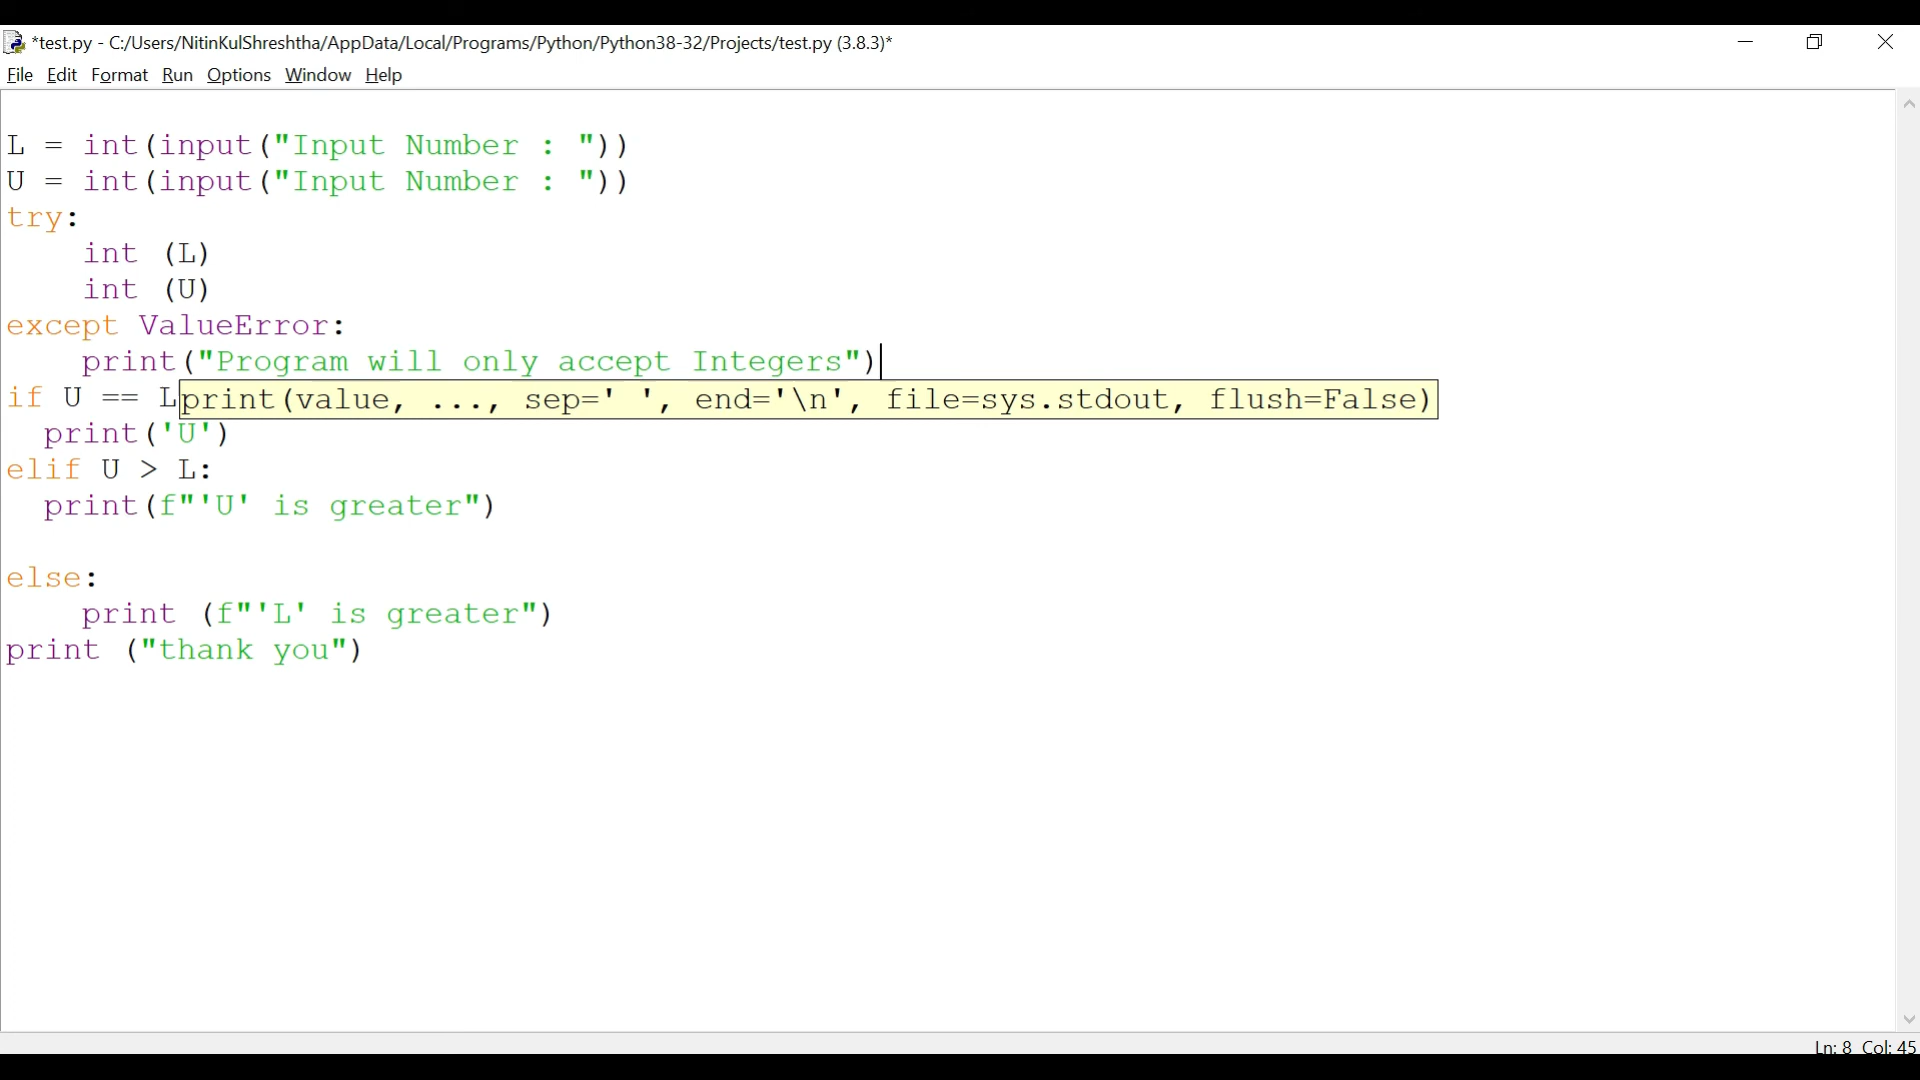 *test.py - C:/Users/NitinKulShreshtha/AppData/Local/Programs/Python/Python38-32/Projects/test.py (3.8.3)*
File Edit Format Run Options Window Help
L = int(input("Input Number : "))
U = int(input("Input Number : "))
try:
    int (L)
    int (U)
except ValueError:
    print("Program will only accept Integers")
if U == L
print(value, ..., sep=' ', end='\n', file=sys.stdout, flush=False)
  print('U')
elif U > L:
  print(f"'U' is greater")
else:
    print (f"'L' is greater")
print ("thank you")
Ln: 8 Col: 45